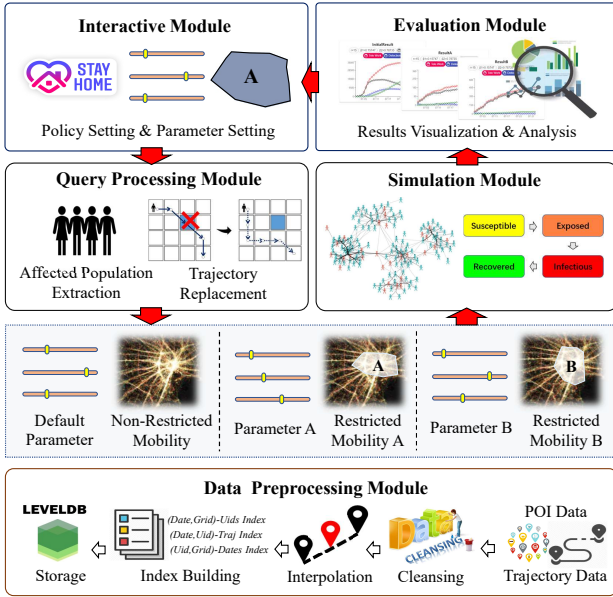 Interactive Module
STAY
HOME
A
Policy Setting & Parameter Setting
Evaluation Module
InitialResult
ResultA
ResultB
Results Visualization & Analysis
Query Processing Module
Affected Population
Extraction
Trajectory
Replacement
Simulation Module
Susceptible
Exposed
Recovered
Infectious
Default
Parameter
Non-Restricted
Mobility
Parameter A
A
Restricted
Mobility A
Parameter B
B
Restricted
Mobility B
Data Preprocessing Module
LEVELDB
Storage
(Date,Grid)-Uids Index
(Date,Uid)-Traj Index
(Uid,Grid)-Dates Index
Index Building
Interpolation
Data
CLEANSING
Cleansing
POI Data
Trajectory Data